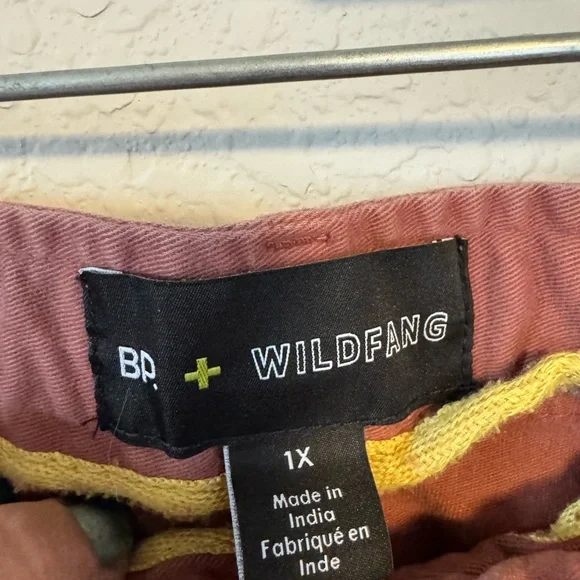 BP. + WILDFANG
1X
Made in
India
Fabriqué en
Inde